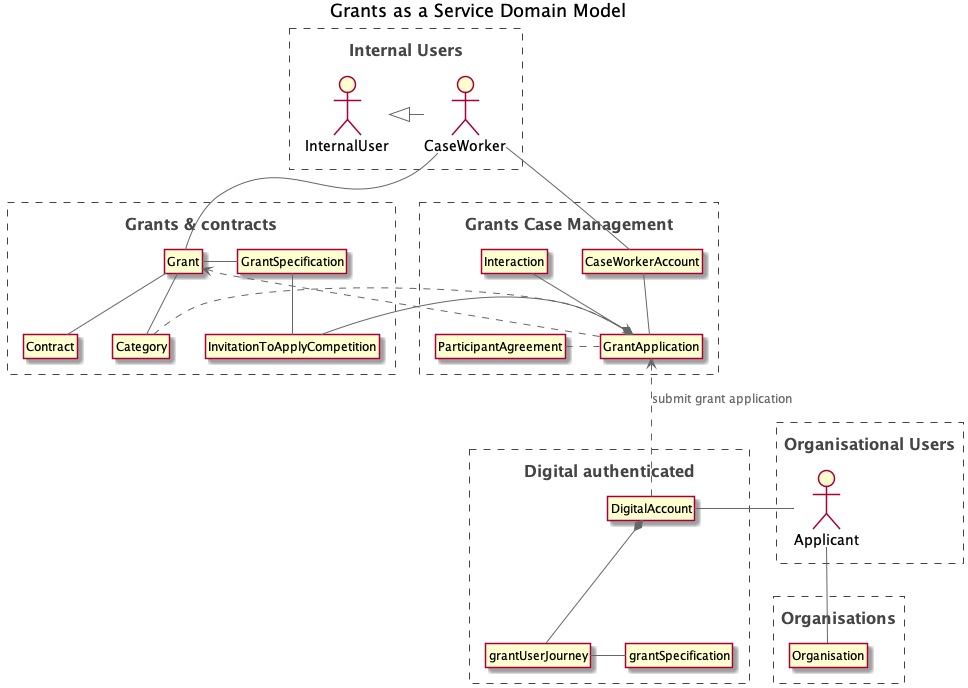 Grants as a Service Domain Model
Internal Users
InternalUser
CaseWorker
Grants & contracts
Grant
GrantSpecification
Contract
Category
InvitationToApplyCompetition
Grants Case Management
Interaction
CaseWorkerAccount
ParticipantAgreement
GrantApplication
submit grant application
Digital authenticated
DigitalAccount
grantUserJourney
grantSpecification
Organisational Users
Applicant
Organisations
Organisation